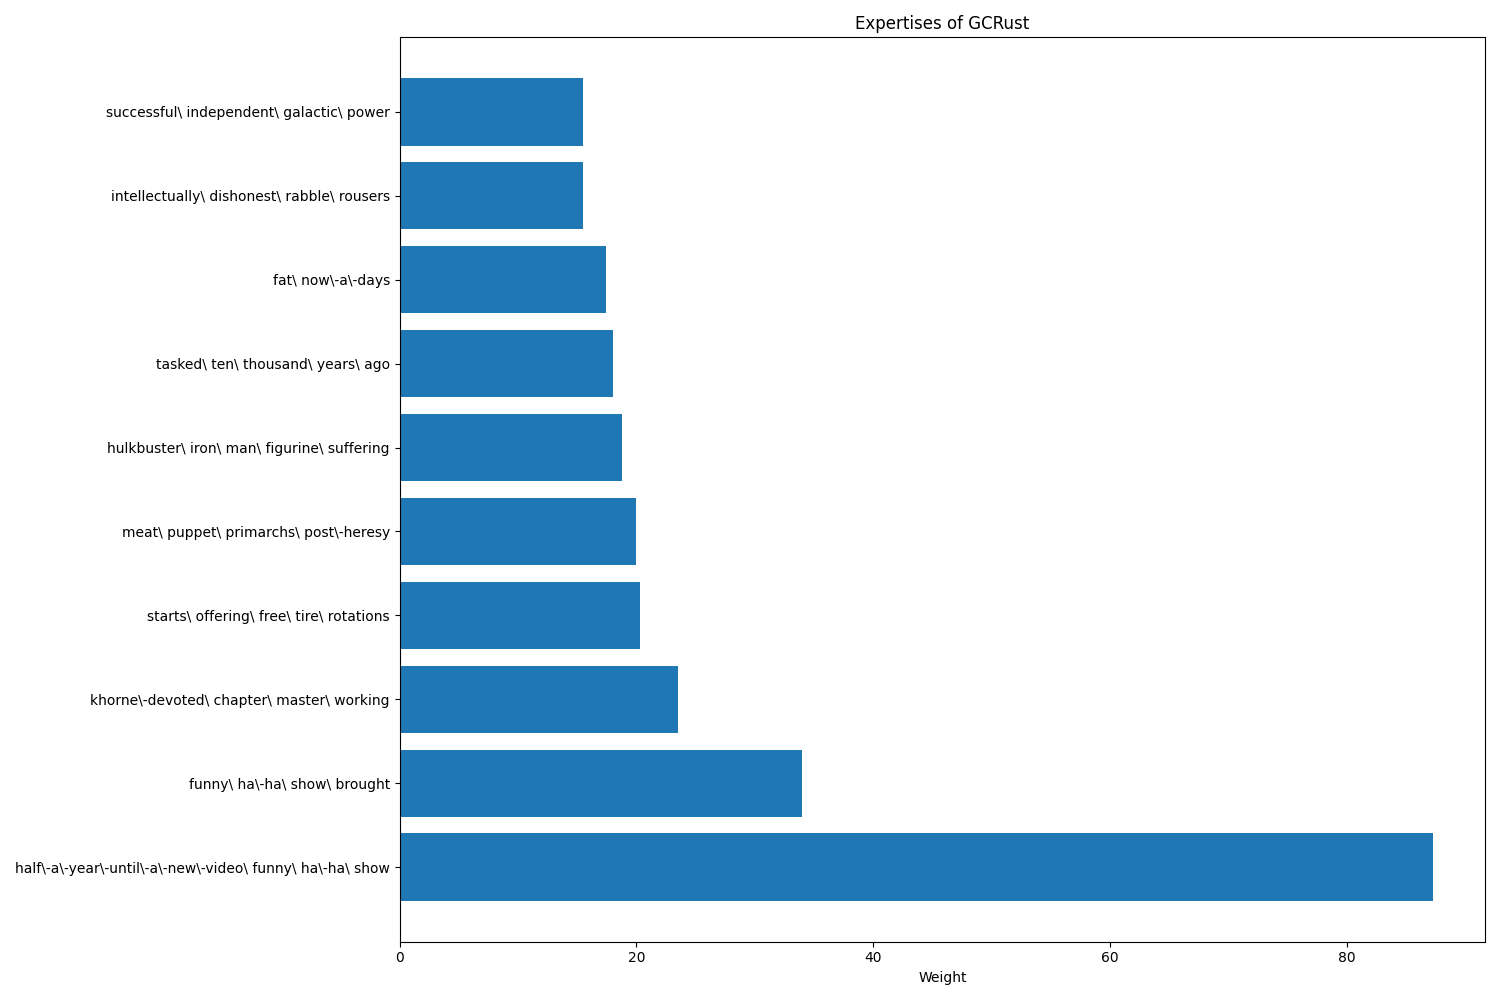 Expertises of GCRust
successful\ independent\ galactic\ power
intellectually\ dishonest\ rabble\ rousers
fat\ now\-a\-days
tasked\ ten\ thousand\ years\ ago
hulkbuster\ iron\ man\ figurine\ suffering
meat\ puppet\ primarchs\ post\-heresy
starts\ offering\ free\ tire\ rotations
khorne\-devoted\ chapter\ master\ working
funny\ ha\-ha\ show\ brought
half\-a\-year\-until\-a\-new\-video\ funny\ ha\-ha\ show
0 20 40 60 80
Weight